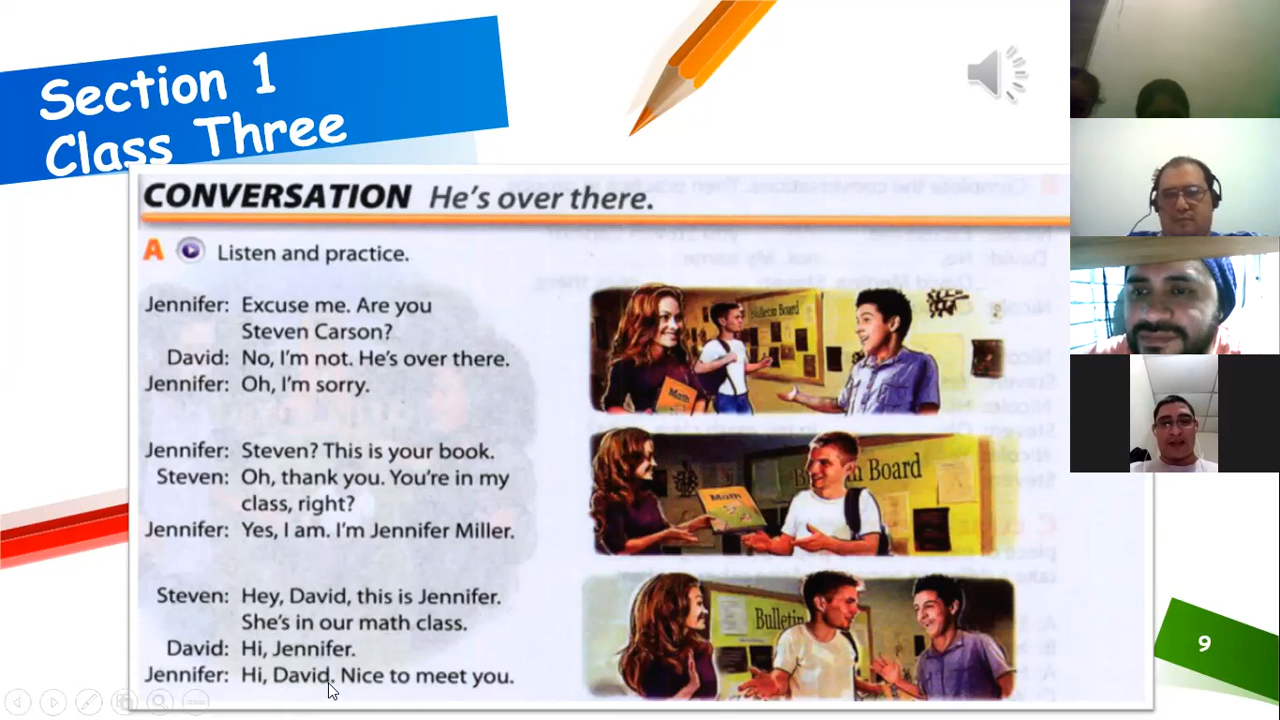 Section 1
Class Three
CONVERSATION He's over there.
A Listen and practice.
Jennifer: Excuse me. Are you
Steven Carson?
David: No, I'm not. He's over there.
Jennifer: Oh, I'm sorry.
Jennifer: Steven? This is your book.
Steven: Oh, thank you. You're in my
class, right?
Jennifer: Yes, I am. I'm Jennifer Miller.
Steven: Hey, David, this is Jennifer.
She's in our math class.
David: Hi, Jennifer.
Jennifer: Hi, David. Nice to meet you.
Bulletin Board
Math
Board
Math
Bulletin
9